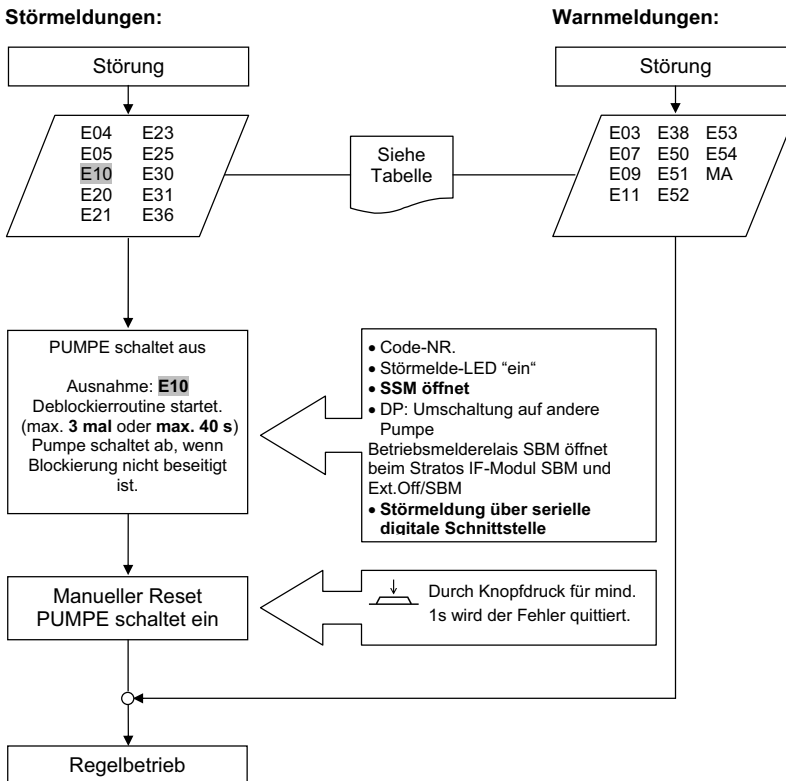 Störmeldungen:
Warnmeldungen:
Störung
Störung
E04 E23
E05 E25
E10 E30
E20 E31
E21 E36
Siehe
Tabelle
E03 E38 E53
E07 E50 E54
E09 E51 MA
E11 E52
PUMPE schaltet aus
Ausnahme: E10
Deblockierroutine startet.
(max. 3 mal oder max. 40 s)
Pumpe schaltet ab, wenn
Blockierung nicht beseitigt
ist.
• Code-NR.
• Störmelde-LED “ein“
• SSM öffnet
• DP: Umschaltung auf andere
Pumpe
Betriebsmelderelais SBM öffnet
beim Stratos IF-Modul SBM und
Ext.Off/SBM
• Störmeldung über serielle
digitale Schnittstelle
Manueller Reset
PUMPE schaltet ein
Durch Knopfdruck für mind.
1s wird der Fehler quittiert.
Regelbetrieb